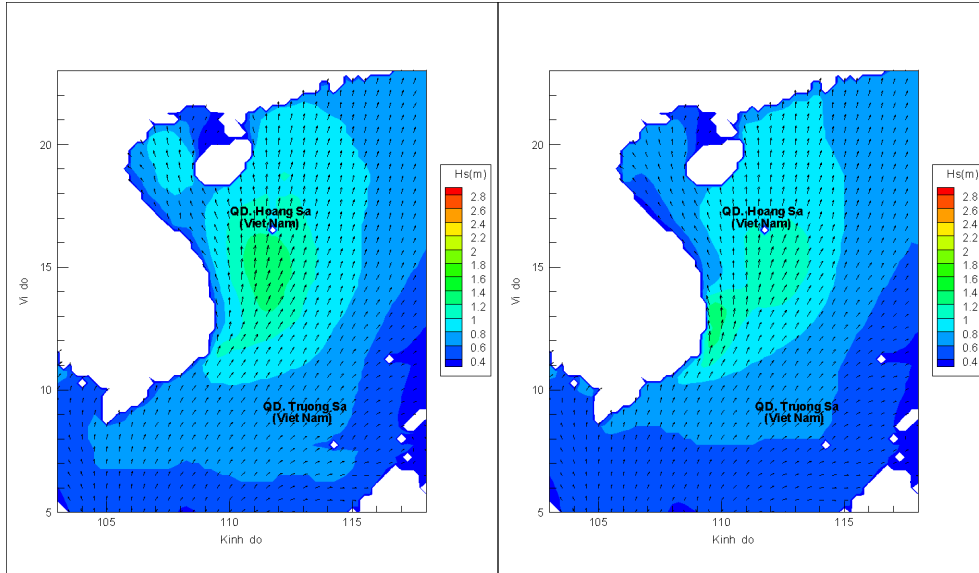 20
15
10
5
105
110
115
Vi do
Kinh do
QD. Hoang Sa
(Viet Nam)
QD. Truong Sa
(Viet Nam)
Hs(m)
2.8
2.6
2.4
2.2
2
1.8
1.6
1.4
1.2
1
0.8
0.6
0.4
20
15
10
5
105
110
115
Vi do
Kinh do
QD. Hoang Sa
(Viet Nam)
QD. Truong Sa
(Viet Nam)
Hs(m)
2.8
2.6
2.4
2.2
2
1.8
1.6
1.4
1.2
1
0.8
0.6
0.4